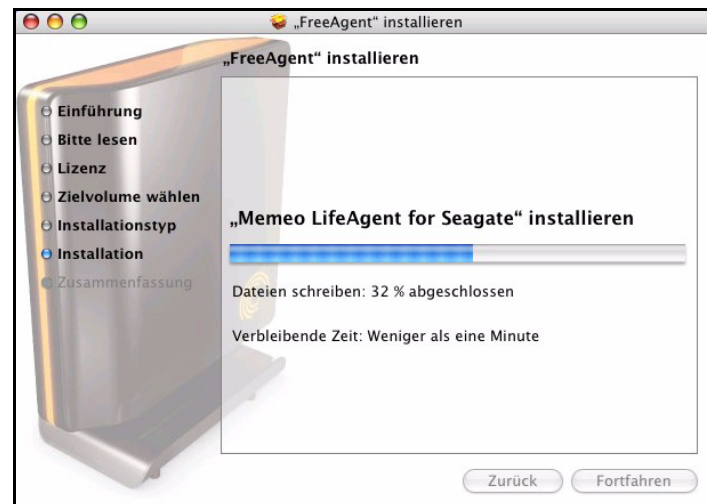 „FreeAgent“ installieren
„FreeAgent“ installieren
Einführung
Bitte lesen
Lizenz
Zielvolume wählen
Installationstyp
Installation
Zusammenfassung
„Memeo LifeAgent for Seagate“ installieren
Dateien schreiben: 32 % abgeschlossen
Verbleibende Zeit: Weniger als eine Minute
Zurück
Fortfahren